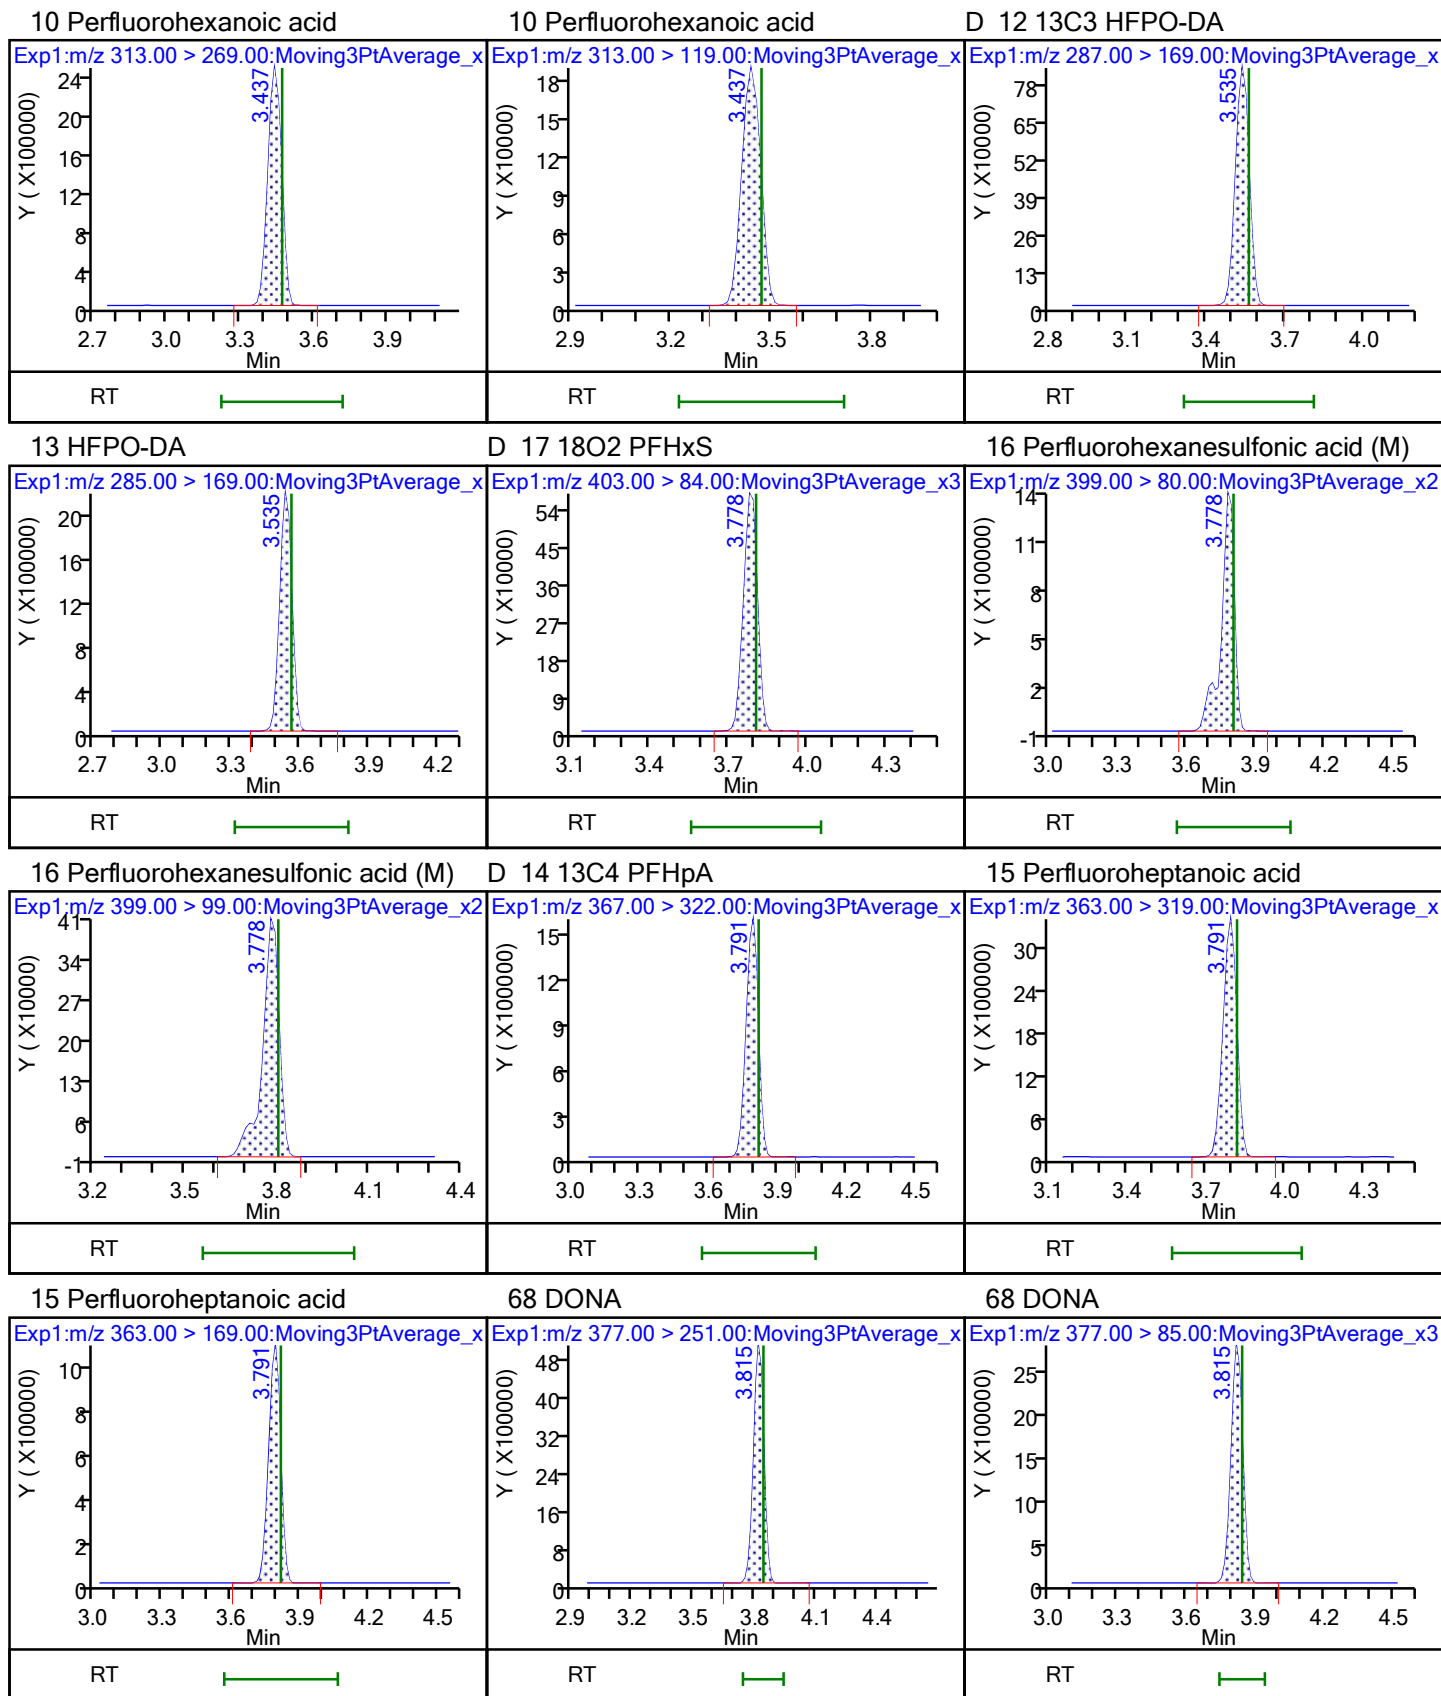 10 Perfluorohexanoic acid
Exp1:m/z 313.00 > 269.00:Moving3PtAverage_x
Y ( X100000)
24
20
16
12
8
4
0
3.437
2.7 3.0 3.3 3.6 3.9
Min
RT
10 Perfluorohexanoic acid
Exp1:m/z 313.00 > 119.00:Moving3PtAverage_x
Y ( X100000)
18
15
12
9
6
3
0
3.437
2.9 3.2 3.5 3.8
Min
RT
D 12 13C3 HFPO-DA
Exp1:m/z 287.00 > 169.00:Moving3PtAverage_x
Y ( X10000)
78
65
52
39
26
13
0
3.535
2.8 3.1 3.4 3.7 4.0
Min
RT
13 HFPO-DA
Exp1:m/z 285.00 > 169.00:Moving3PtAverage_x
Y ( X100000)
20
16
12
8
4
0
3.535
2.7 3.0 3.3 3.6 3.9 4.2
Min
RT
D 17 18O2 PFHxS
Exp1:m/z 403.00 > 84.00:Moving3PtAverage_x3
Y ( X10000)
54
45
36
27
18
9
0
3.778
3.1 3.4 3.7 4.0 4.3
Min
RT
16 Perfluorohexanesulfonic acid (M)
Exp1:m/z 399.00 > 80.00:Moving3PtAverage_x2
Y ( X100000)
14
11
8
5
2
-1
3.778
3.0 3.3 3.6 3.9 4.2 4.5
Min
RT
16 Perfluorohexanesulfonic acid (M)
Exp1:m/z 399.00 > 99.00:Moving3PtAverage_x2
Y ( X10000)
41
34
27
20
13
6
-1
3.778
3.2 3.5 3.8 4.1 4.4
Min
RT
D 14 13C4 PFHpA
Exp1:m/z 367.00 > 322.00:Moving3PtAverage_x
Y ( X100000)
15
12
9
6
3
0
3.791
3.0 3.3 3.6 3.9 4.2 4.5
Min
RT
15 Perfluoroheptanoic acid
Exp1:m/z 363.00 > 319.00:Moving3PtAverage_x
Y ( X100000)
30
24
18
12
6
0
3.791
3.1 3.4 3.7 4.0 4.3
Min
RT
15 Perfluoroheptanoic acid
Exp1:m/z 363.00 > 169.00:Moving3PtAverage_x
Y ( X100000)
10
8
6
4
2
0
3.791
3.0 3.3 3.6 3.9 4.2 4.5
Min
RT
68 DONA
Exp1:m/z 377.00 > 251.00:Moving3PtAverage_x
Y ( X100000)
48
40
32
24
16
8
0
3.815
2.9 3.2 3.5 3.8 4.1 4.4
Min
RT
68 DONA
Exp1:m/z 377.00 > 85.00:Moving3PtAverage_x3
Y ( X100000)
25
20
15
10
5
0
3.815
3.0 3.3 3.6 3.9 4.2 4.5
Min
RT